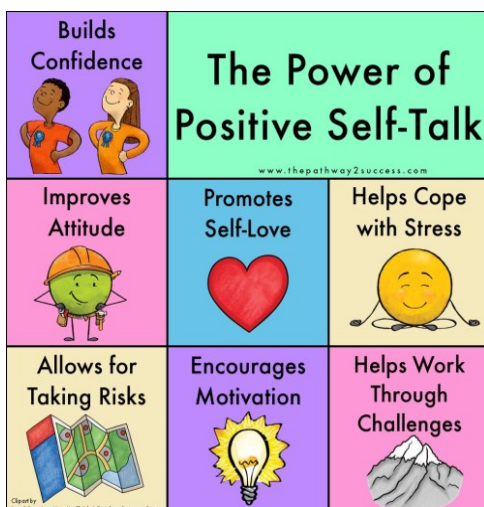 Builds
Confidence
The Power of
Positive Self-Talk
www.thepathway2success.com
Improves
Attitude
Promotes
Self-Love
Helps Cope
with Stress
Allows for
Taking Risks
Encourages
Motivation
Helps Work
Through
Challenges
Clipart by